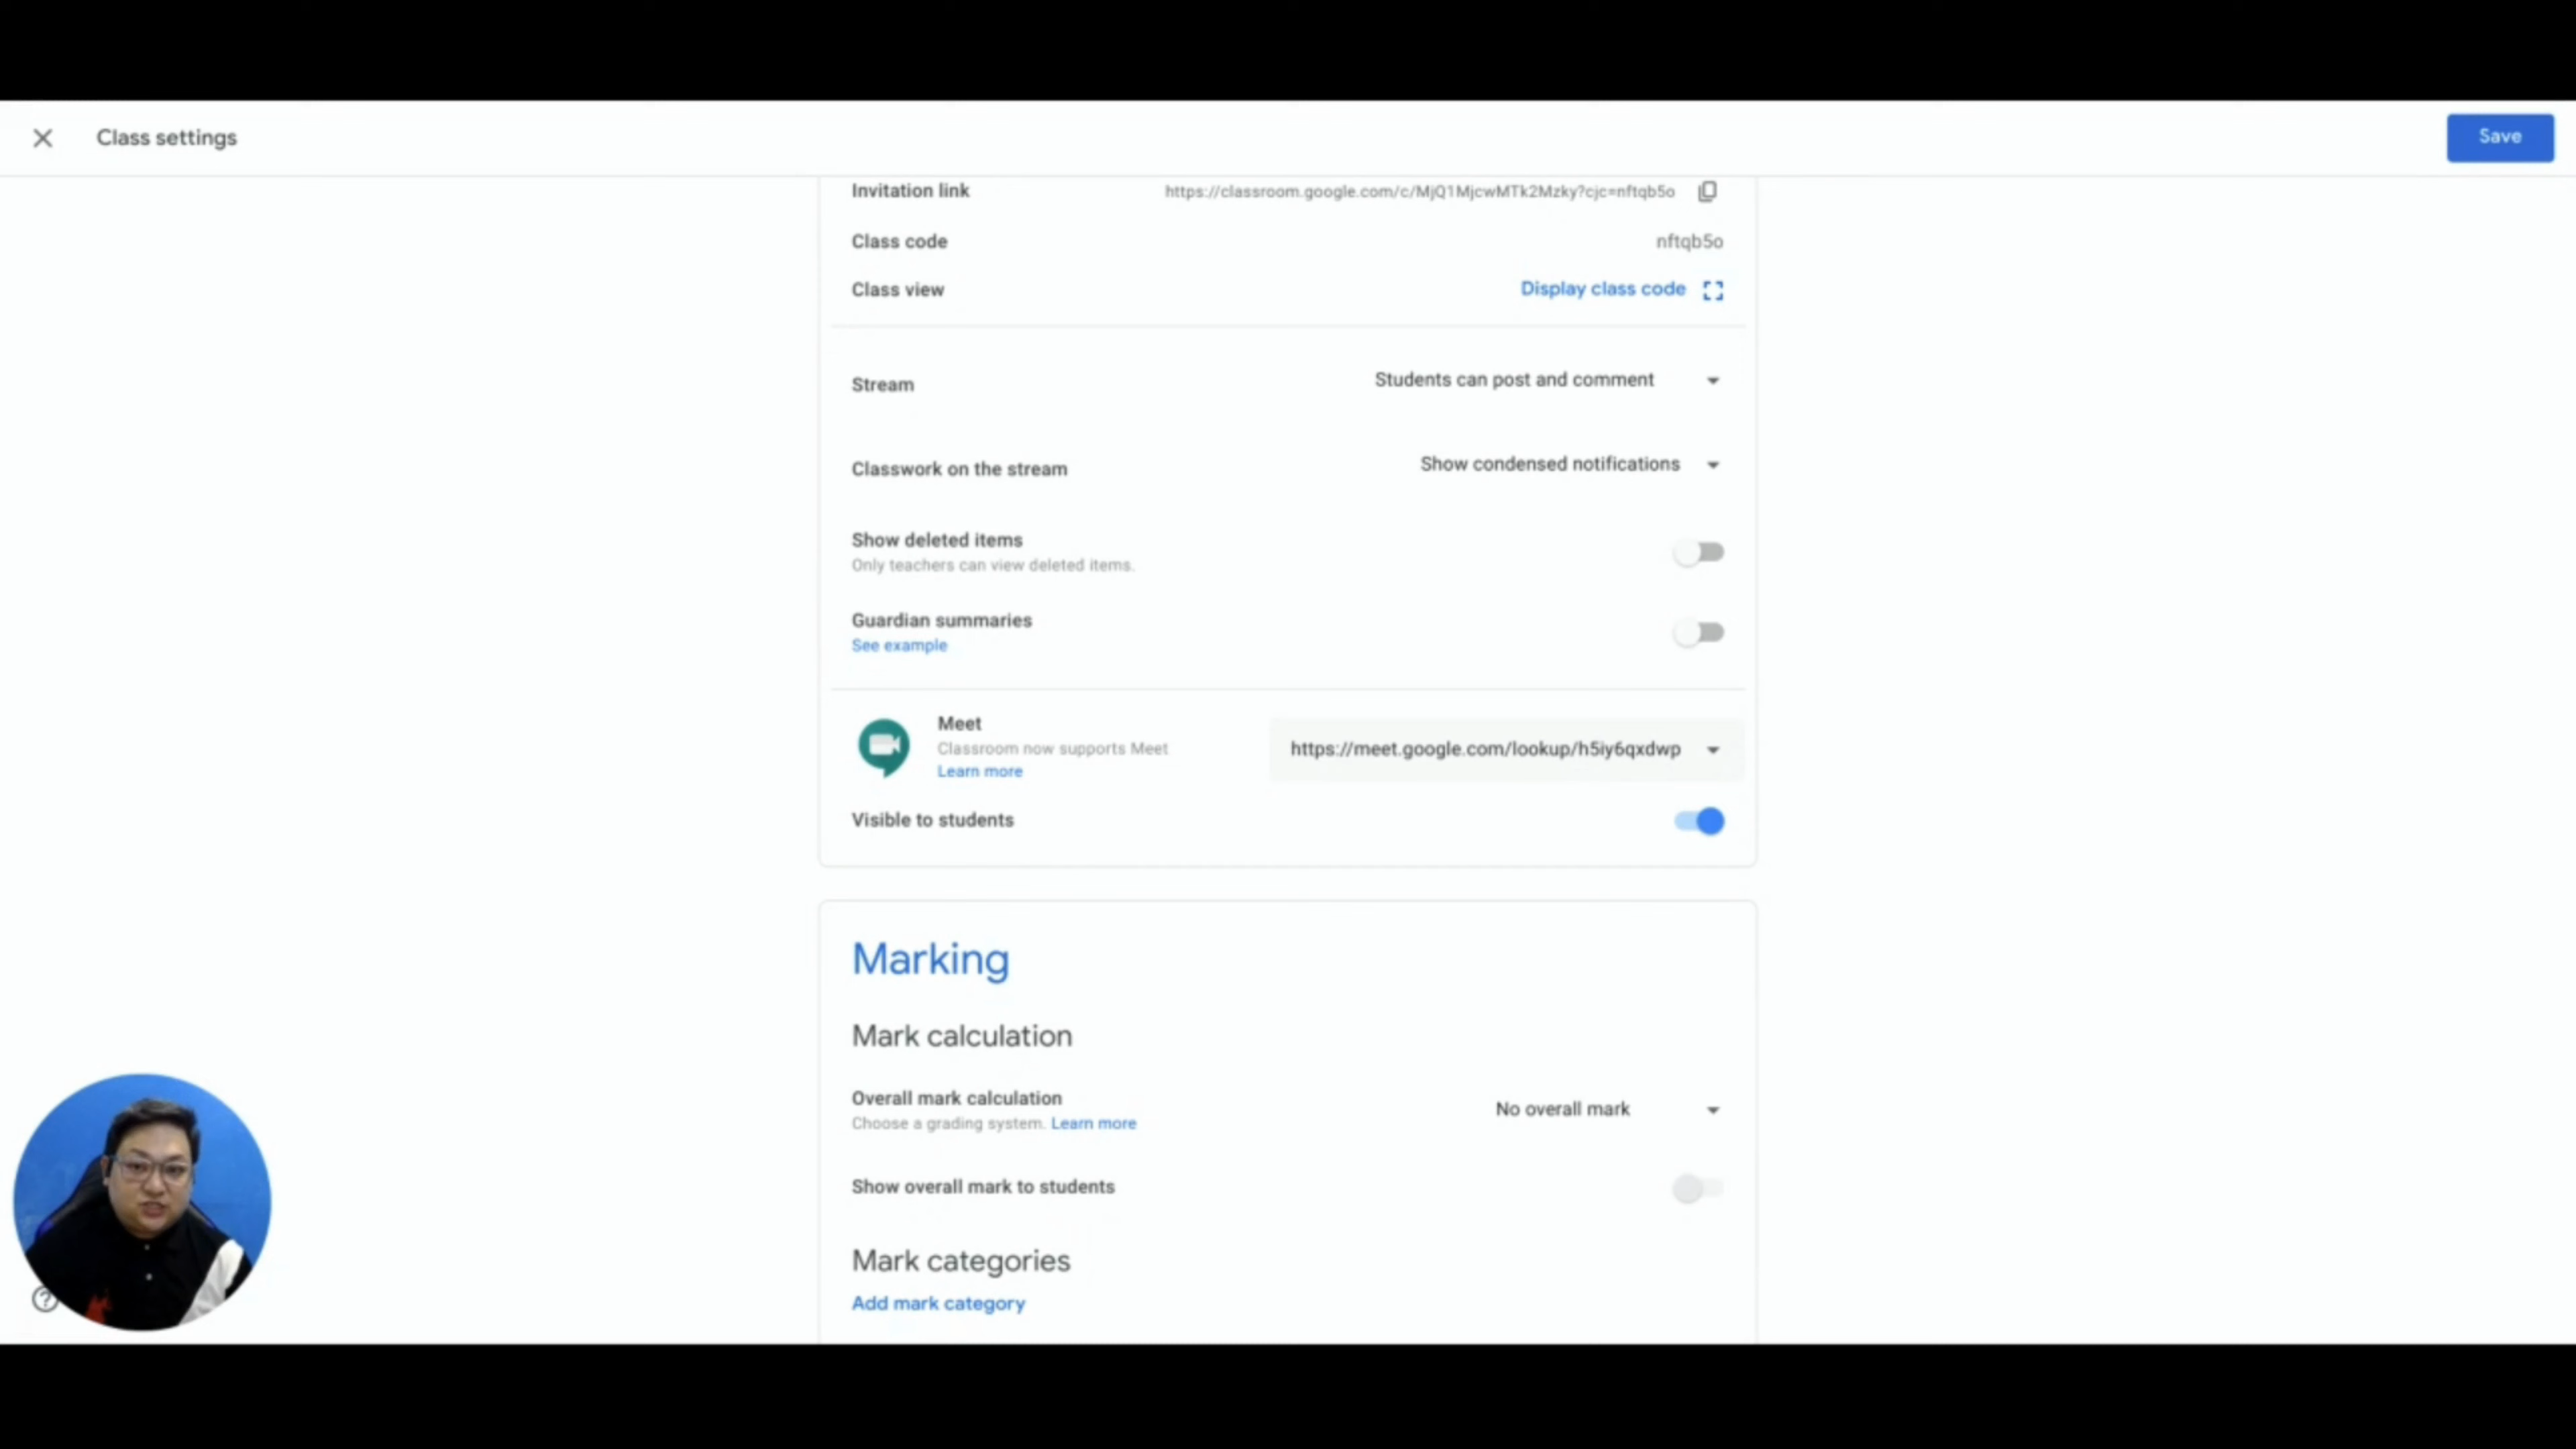 Class settings
Save
Invitation link https://classroom.google.com/c/MjQ1MjcwMTk2Mzky?cjc=nftqb5o
Class code nftqb5o
Class view Display class code
Stream Students can post and comment
Classwork on the stream Show condensed notifications
Show deleted items
Only teachers can view deleted items.
Guardian summaries
See example
Meet
Classroom now supports Meet
Learn more
https://meet.google.com/lookup/h5iy6qxdwp
Visible to students
Marking
Mark calculation
Overall mark calculation
Choose a grading system. Learn more
No overall mark
Show overall mark to students
Mark categories
Add mark category